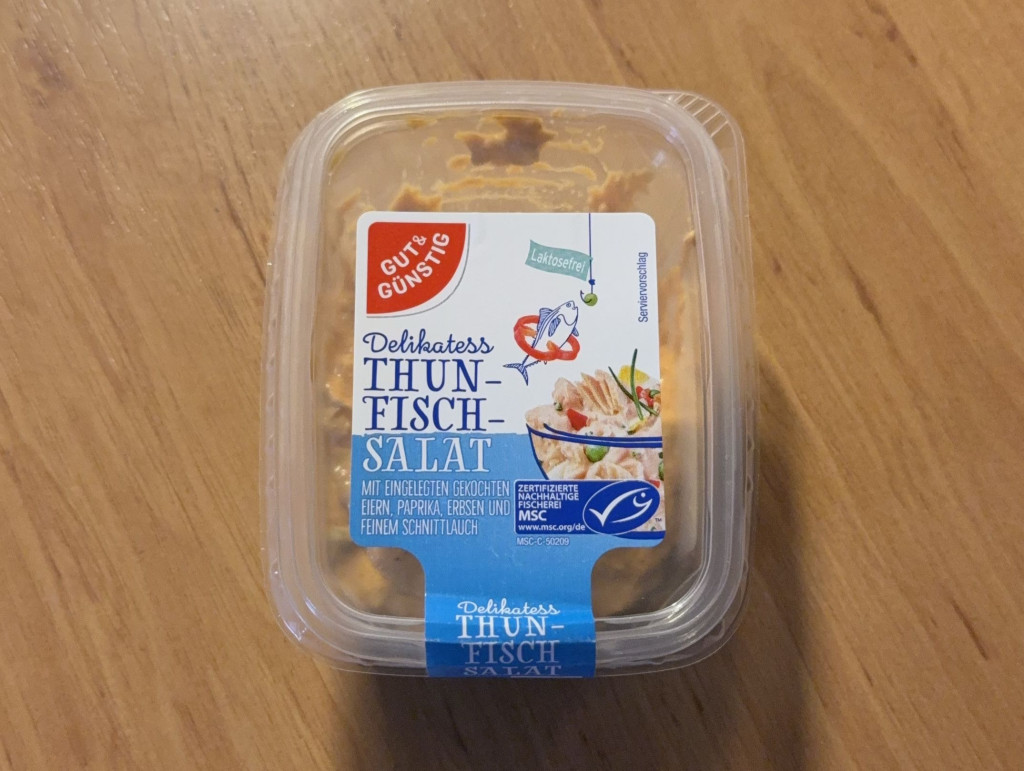 GUT&
GÜNSTIG
Laktosefrei
Serviervorschlag
Delikatess
THUN-
FISCH-
SALAT
MIT EINGELEGTEN GEKOCHTEN
EIERN, PAPRIKA, ERBSEN UND
FEINEM SCHNITTLAUCH
ZERTIFIZIERTE
NACHHALTIGE
FISCHEREI
MSC
www.msc.org/de
TM
MSC-C-50209
Delikatess
THUN-
FISCH
SALAT